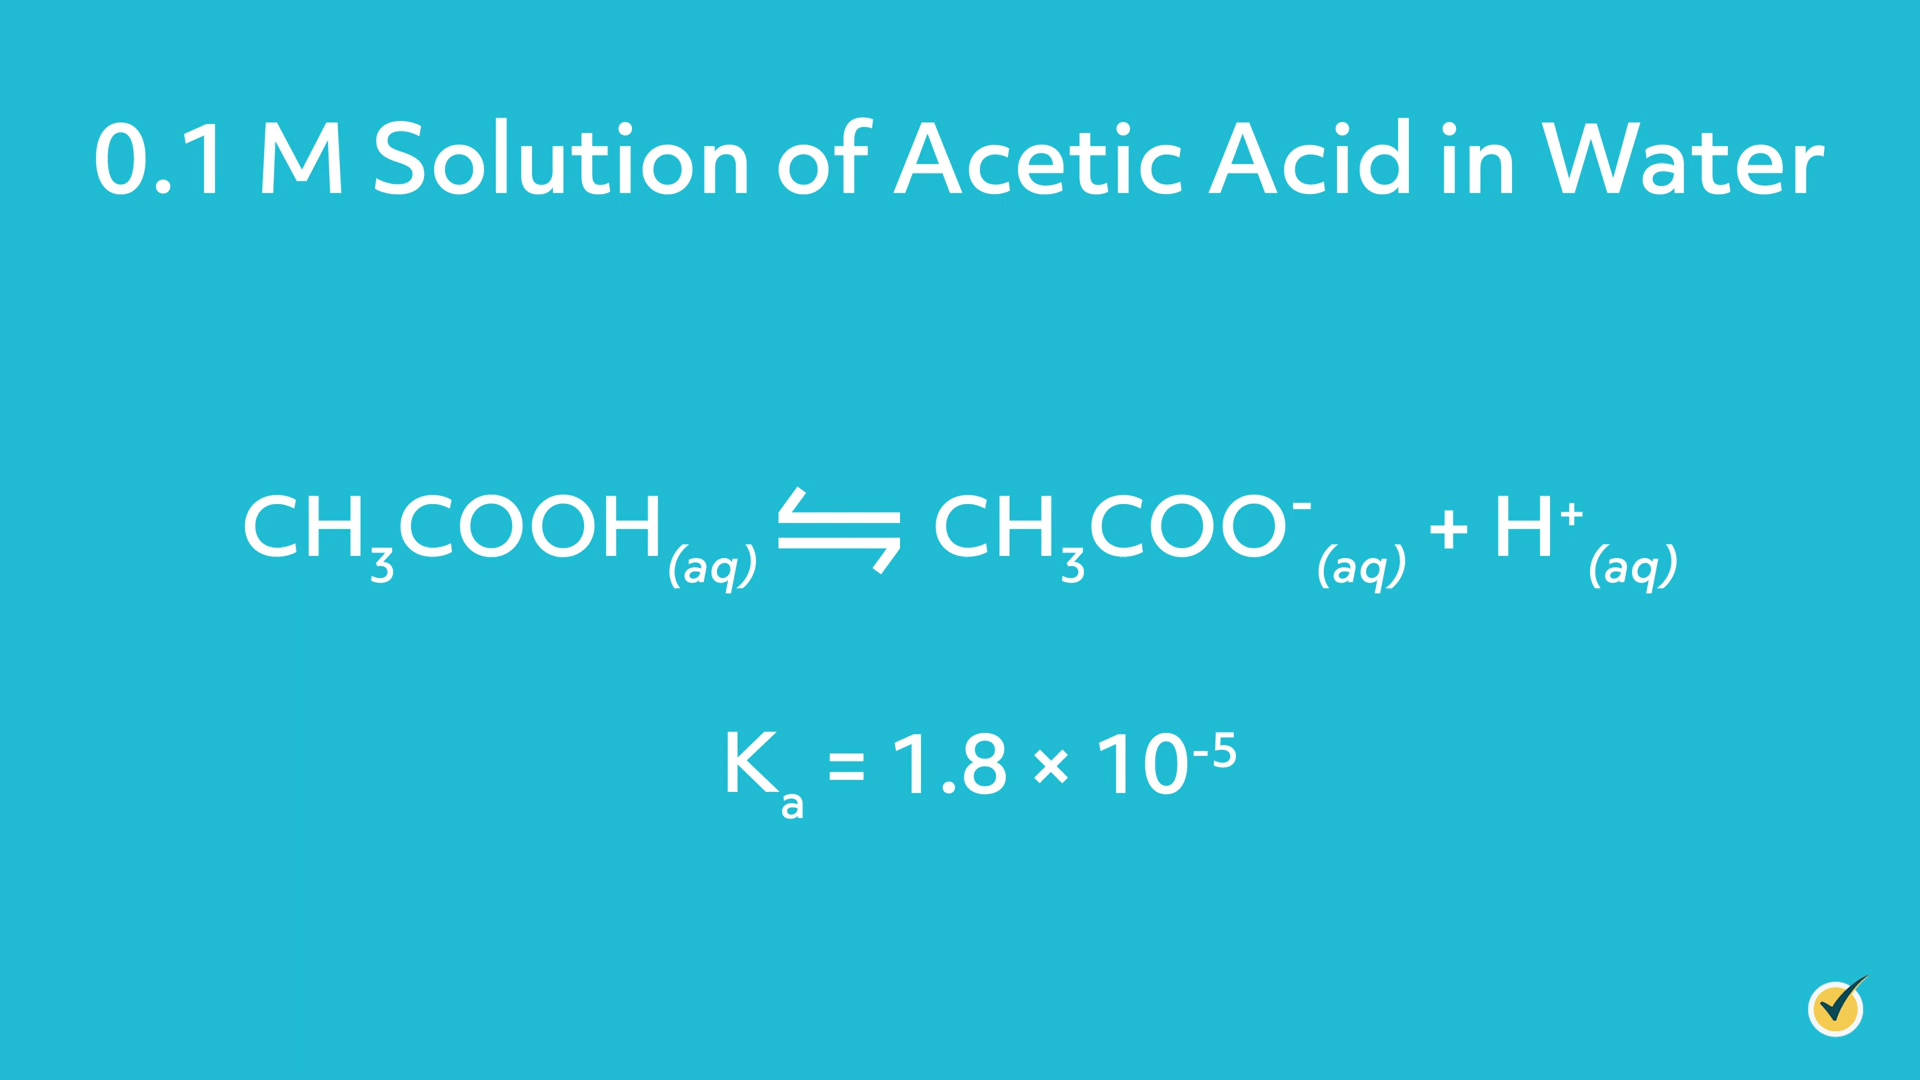 0.1 M Solution of Acetic Acid in Water
CH₃COOH(aq) ⇋ CH₃COO⁻(aq) + H⁺(aq)
Kₐ = 1.8 × 10⁻⁵